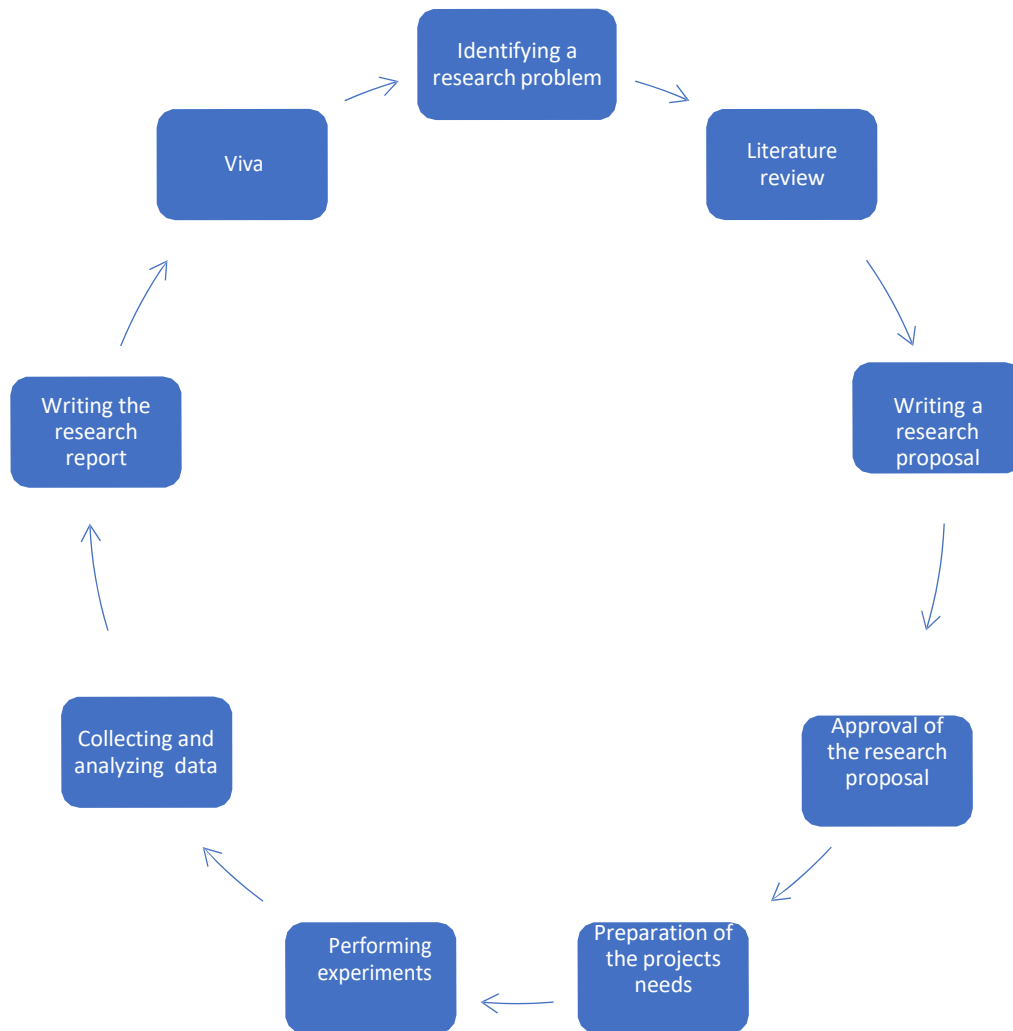 Identifying a
research problem
Literature
review
Writing a
research
proposal
Approval of
the research
proposal
Preparation of
the projects
needs
Performing
experiments
Collecting and
analyzing  data
Writing the
research
report
Viva